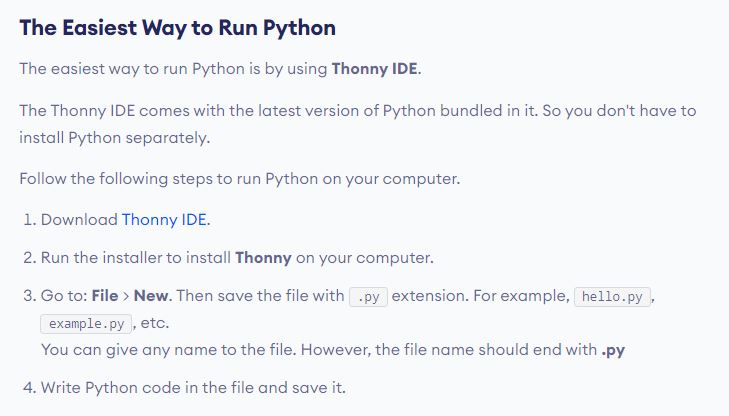 The Easiest Way to Run Python
The easiest way to run Python is by using Thonny IDE.
The Thonny IDE comes with the latest version of Python bundled in it. So you don't have to
install Python separately.
Follow the following steps to run Python on your computer.
1. Download Thonny IDE.
2. Run the installer to install Thonny on your computer.
3. Go to: File > New. Then save the file with .py extension. For example, hello.py,
example.py, etc.
You can give any name to the file. However, the file name should end with .py
4. Write Python code in the file and save it.